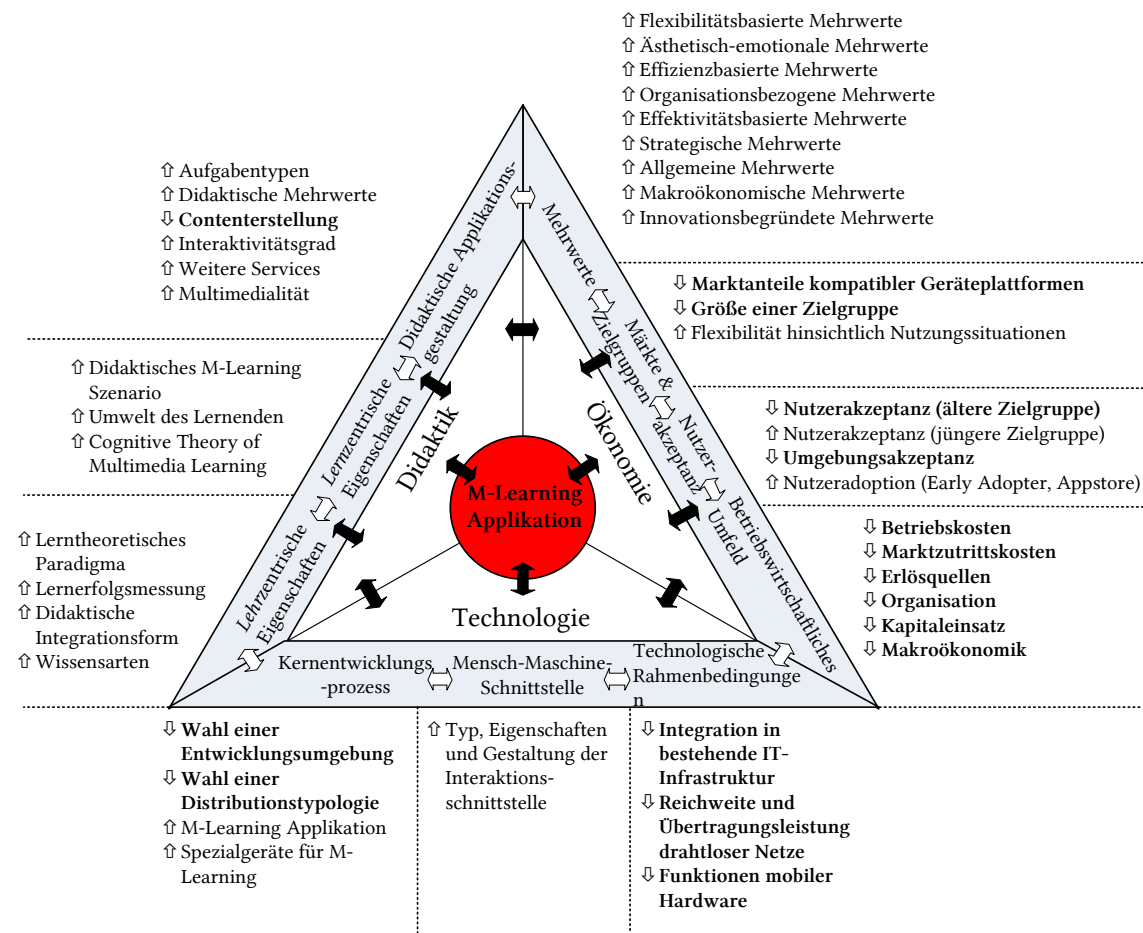 ⇧ Flexibilitätsbasierte Mehrwerte
⇧ Ästhetisch-emotionale Mehrwerte
⇧ Effizienzbasierte Mehrwerte
⇧ Organisationsbezogene Mehrwerte
⇧ Effektivitätsbasierte Mehrwerte
⇧ Strategische Mehrwerte
⇧ Allgemeine Mehrwerte
⇧ Makroökonomische Mehrwerte
⇧ Innovationsbegründete Mehrwerte
⇧ Aufgabentypen
⇧ Didaktische Mehrwerte
⇩ Contenterstellung
⇧ Interaktivitätsgrad
⇧ Weitere Services
⇧ Multimedialität
⇩ Marktanteile kompatibler Geräteplattformen
⇩ Größe einer Zielgruppe
⇧ Flexibilität hinsichtlich Nutzungssituationen
⇧ Didaktisches M-Learning
Szenario
⇧ Umwelt des Lernenden
⇧ Cognitive Theory of
Multimedia Learning
⇩ Nutzerakzeptanz (ältere Zielgruppe)
⇧ Nutzerakzeptanz (jüngere Zielgruppe)
⇩ Umgebungsakzeptanz
⇧ Nutzeradoption (Early Adopter, Appstore)
⇧ Lerntheoretisches
Paradigma
⇧ Lernerfolgsmessung
⇧ Didaktische
Integrationsform
⇧ Wissensarten
⇩ Betriebskosten
⇩ Marktzutrittskosten
⇩ Erlösquellen
⇩ Organisation
⇩ Kapitaleinsatz
⇩ Makroökonomik
Didaktische Applikations-
gestaltung
Lernzentrische
Eigenschaften
Lehrzentrische
Eigenschaften
Mehrwerte
Märkte &
Zielgruppen
Nutzer-
akzeptanz
Betriebswirtschaftliches
Umfeld
Didaktik
Ökonomie
M-Learning
Applikation
Technologie
Kernentwicklungs
-prozess
Mensch-Maschine-
Schnittstelle
Technologische
Rahmenbedingunge
n
⇩ Wahl einer
Entwicklungsumgebung
⇩ Wahl einer
Distributionstypologie
⇧ M-Learning Applikation
⇧ Spezialgeräte für M-
Learning
⇧ Typ, Eigenschaften
und Gestaltung der
Interaktions-
schnittstelle
⇩ Integration in
bestehende IT-
Infrastruktur
⇩ Reichweite und
Übertragungsleistung
drahtloser Netze
⇩ Funktionen mobiler
Hardware